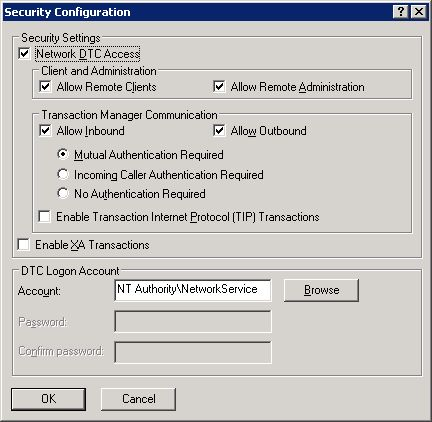 Security Configuration
Security Settings
Network DTC Access
Client and Administration
Allow Remote Clients Allow Remote Administration
Transaction Manager Communication
Allow Inbound Allow Outbound
Mutual Authentication Required
Incoming Caller Authentication Required
No Authentication Required
Enable Transaction Internet Protocol (TIP) Transactions
Enable XA Transactions
DTC Logon Account
Account: NT Authority\NetworkService Browse
Password:
Confirm password:
OK Cancel